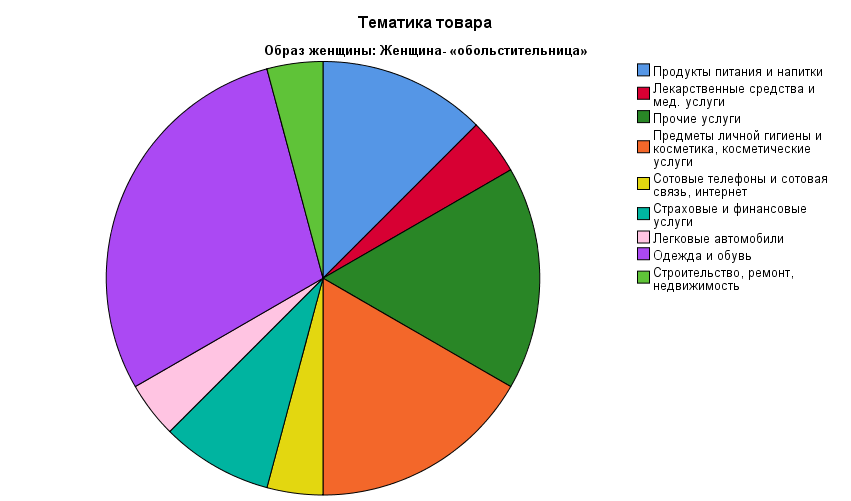 Тематика товара
Образ женщины: Женщина- «обольстительница»
Продукты питания и напитки
Лекарственные средства и
мед. услуги
Прочие услуги
Предметы личной гигиены и
косметика, косметические
услуги
Сотовые телефоны и сотовая
связь, интернет
Страховые и финансовые
услуги
Легковые автомобили
Одежда и обувь
Строительство, ремонт,
недвижимость